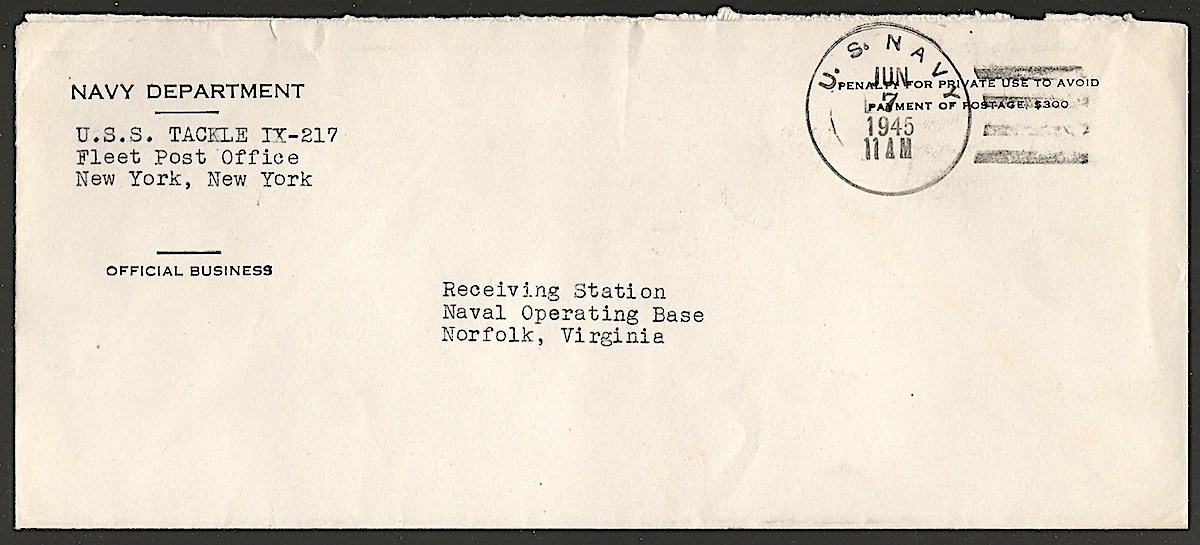 NAVY DEPARTMENT
U.S.S. TACKLE IX-217
Fleet Post Office
New York, New York
OFFICIAL BUSINESS
U.S. NAVY
JUN
7
1945
11 AM
PENALTY FOR PRIVATE USE TO AVOID
PAYMENT OF POSTAGE, $300
Receiving Station
Naval Operating Base
Norfolk, Virginia